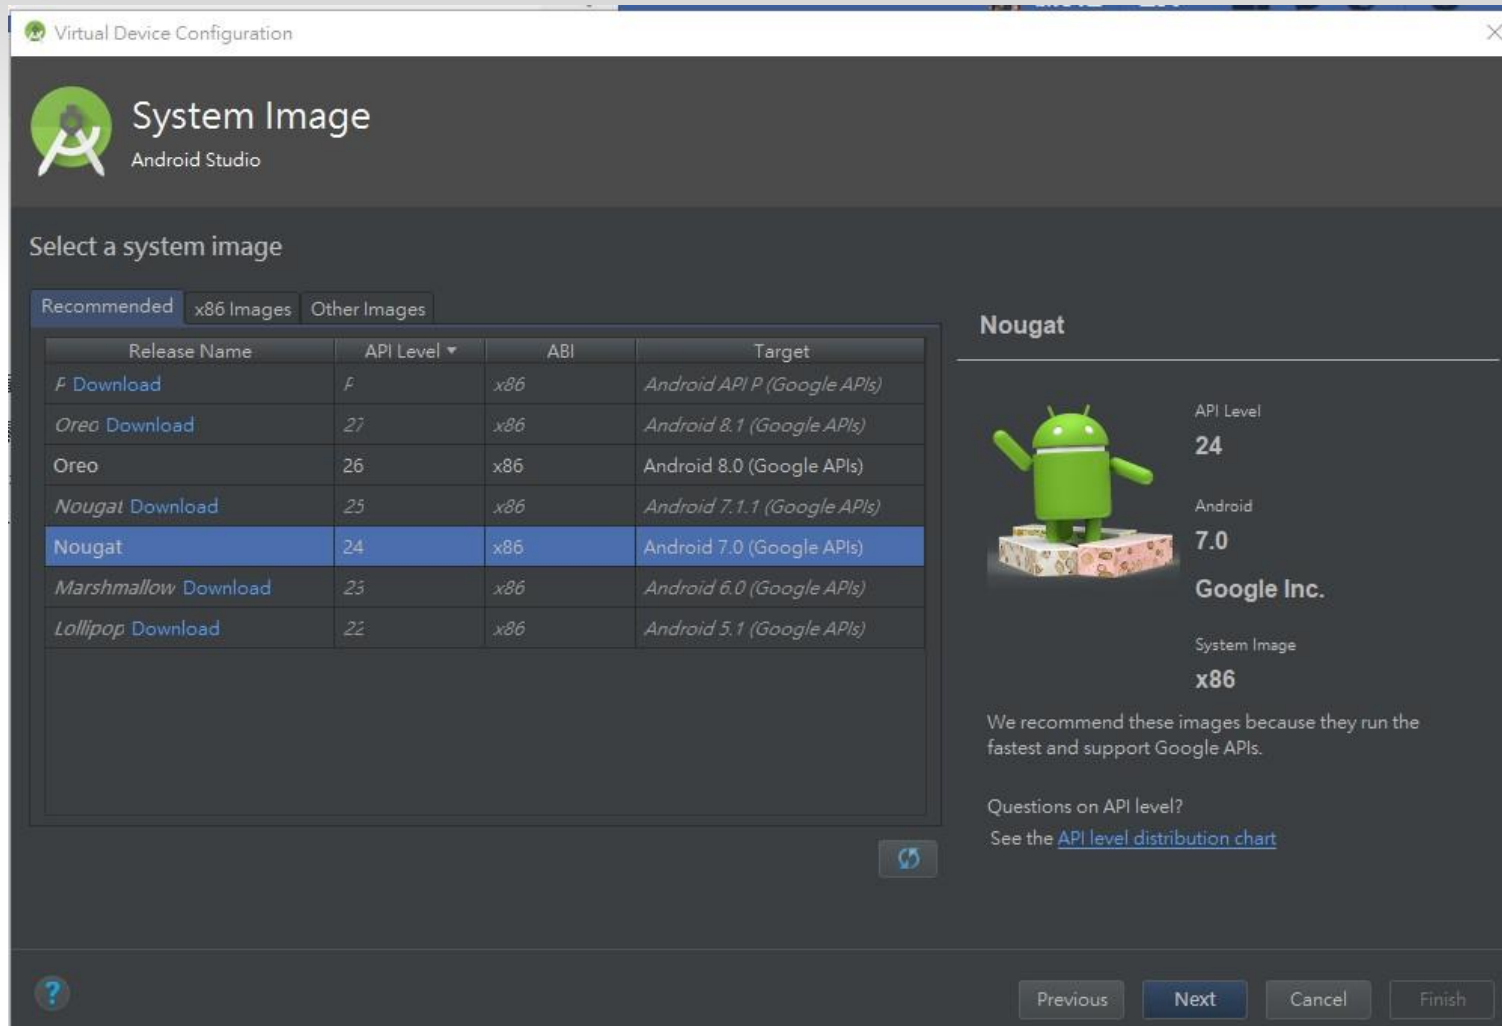 Virtual Device Configuration
System Image
Android Studio
Select a system image
Recommended x86 Images Other Images
Release Name API Level ABI Target
P Download P x86 Android API P (Google APIs)
Oreo Download 27 x86 Android 8.1 (Google APIs)
Oreo 26 x86 Android 8.0 (Google APIs)
Nougat Download 25 x86 Android 7.1.1 (Google APIs)
Nougat 24 x86 Android 7.0 (Google APIs)
Marshmallow Download 23 x86 Android 6.0 (Google APIs)
Lollipop Download 22 x86 Android 5.1 (Google APIs)
Nougat
API Level
24
Android
7.0
Google Inc.
System Image
x86
We recommend these images because they run the
fastest and support Google APIs.
Questions on API level?
See the API level distribution chart
?
Previous Next Cancel Finish